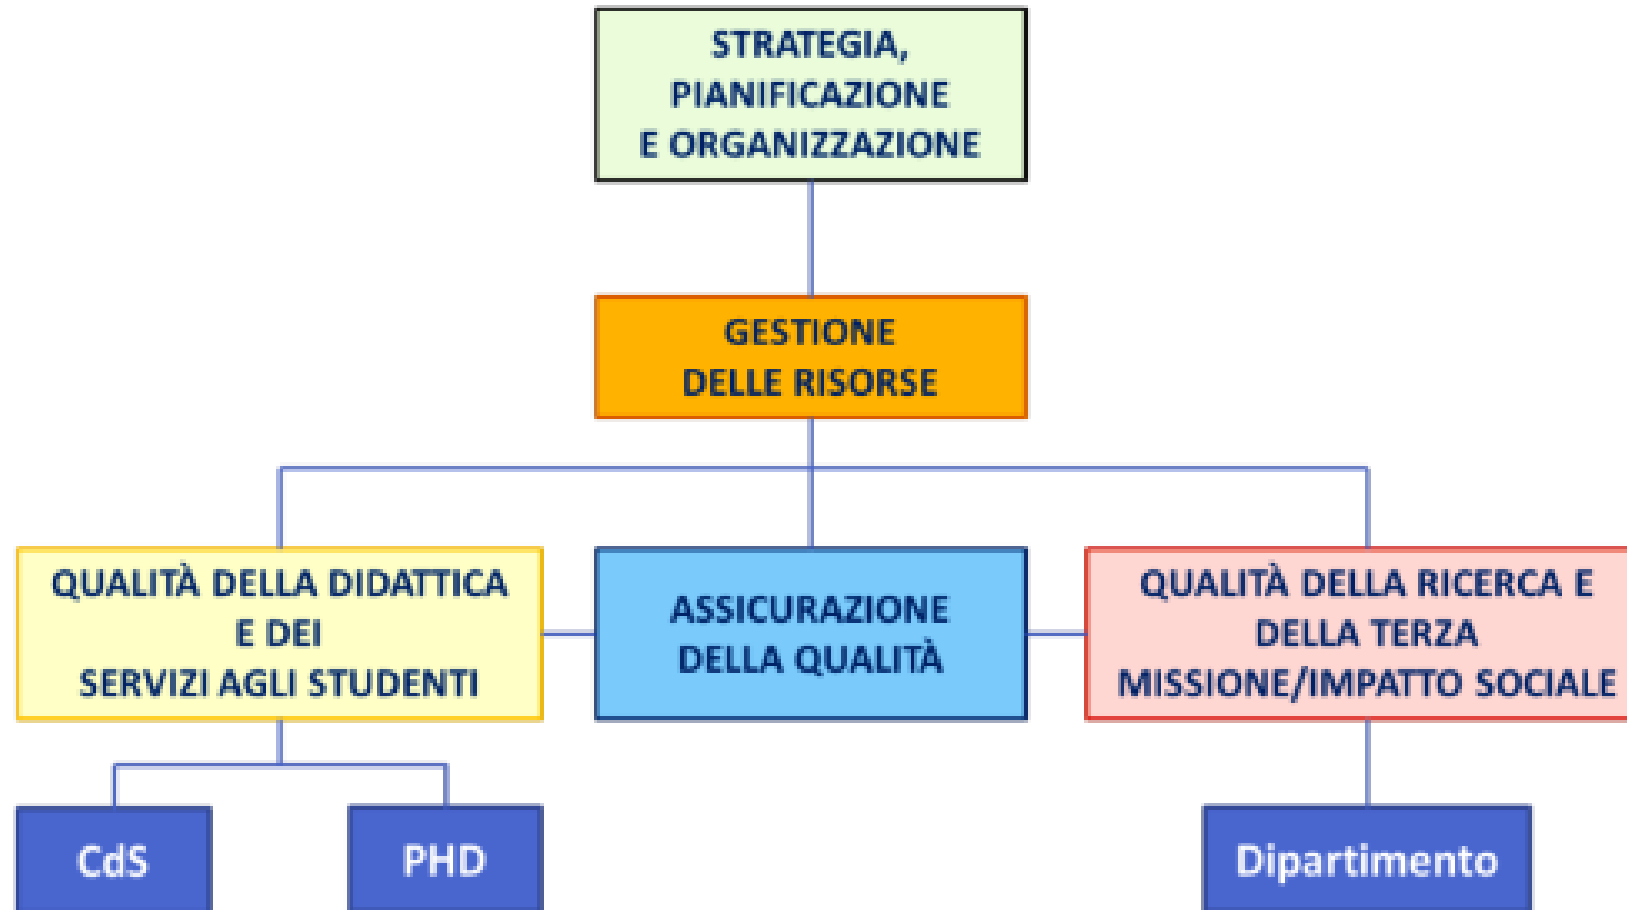 STRATEGIA,
PIANIFICAZIONE
E ORGANIZZAZIONE
GESTIONE
DELLE RISORSE
QUALITÀ DELLA DIDATTICA
E DEI
SERVIZI AGLI STUDENTI
ASSICURAZIONE
DELLA QUALITÀ
QUALITÀ DELLA RICERCA E
DELLA TERZA
MISSIONE/IMPATTO SOCIALE
CdS
PHD
Dipartimento